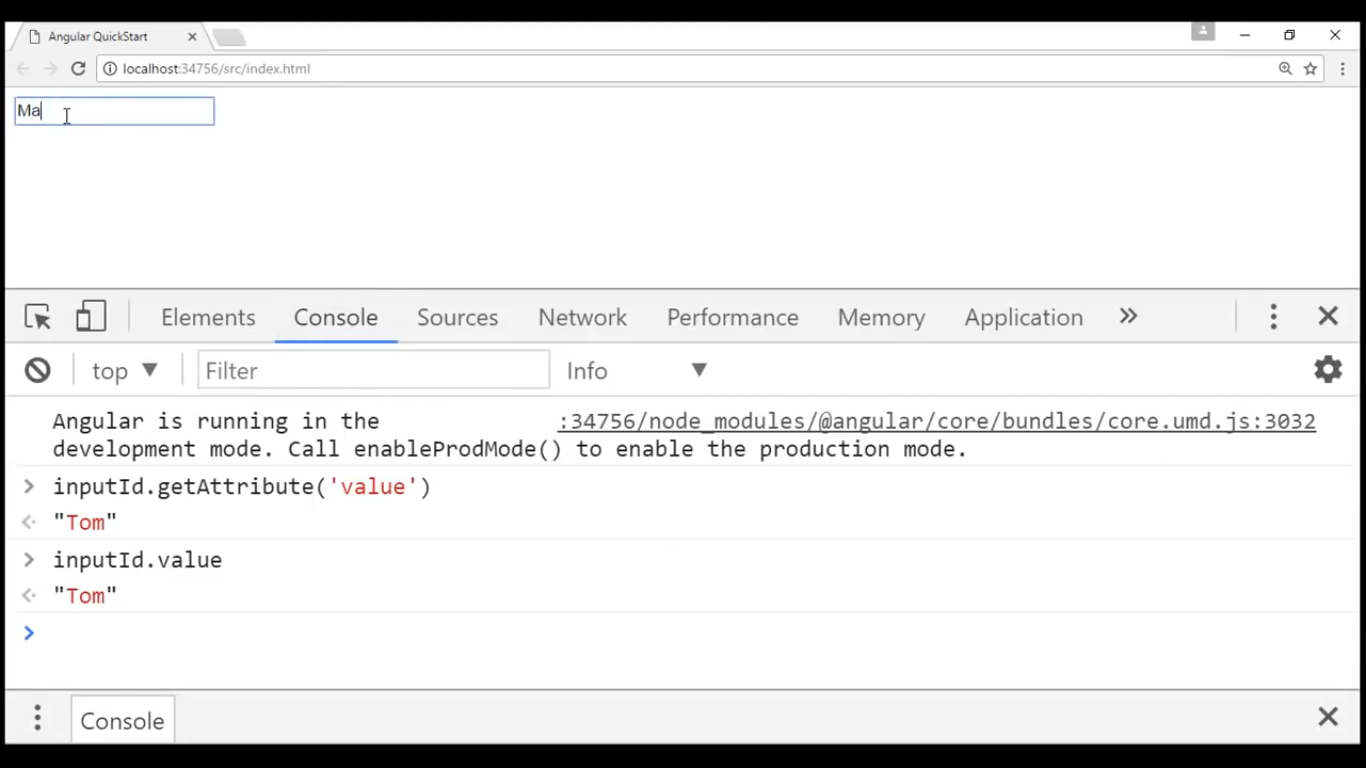 Angular QuickStart
localhost:34756/src/index.html
Ma
Elements Console Sources Network Performance Memory Application
top Filter Info
Angular is running in the :34756/node_modules/@angular/core/bundles/core.umd.js:3032
development mode. Call enableProdMode() to enable the production mode.
> inputId.getAttribute('value')
"Tom"
> inputId.value
"Tom"
>
Console